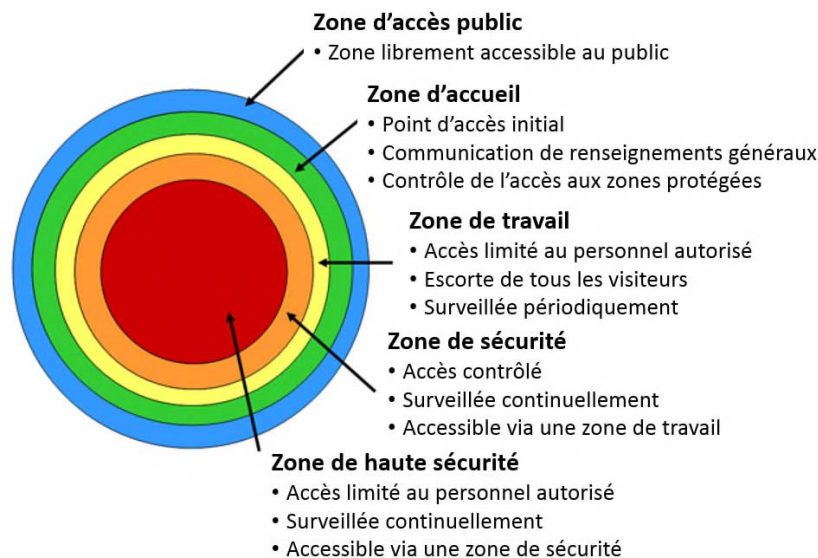 Zone d'accès public
• Zone librement accessible au public
Zone d'accueil
• Point d'accès initial
• Communication de renseignements généraux
• Contrôle de l'accès aux zones protégées
Zone de travail
• Accès limité au personnel autorisé
• Escorte de tous les visiteurs
• Surveillée périodiquement
Zone de sécurité
• Accès contrôlé
• Surveillée continuellement
• Accessible via une zone de travail
Zone de haute sécurité
• Accès limité au personnel autorisé
• Surveillée continuellement
• Accessible via une zone de sécurité